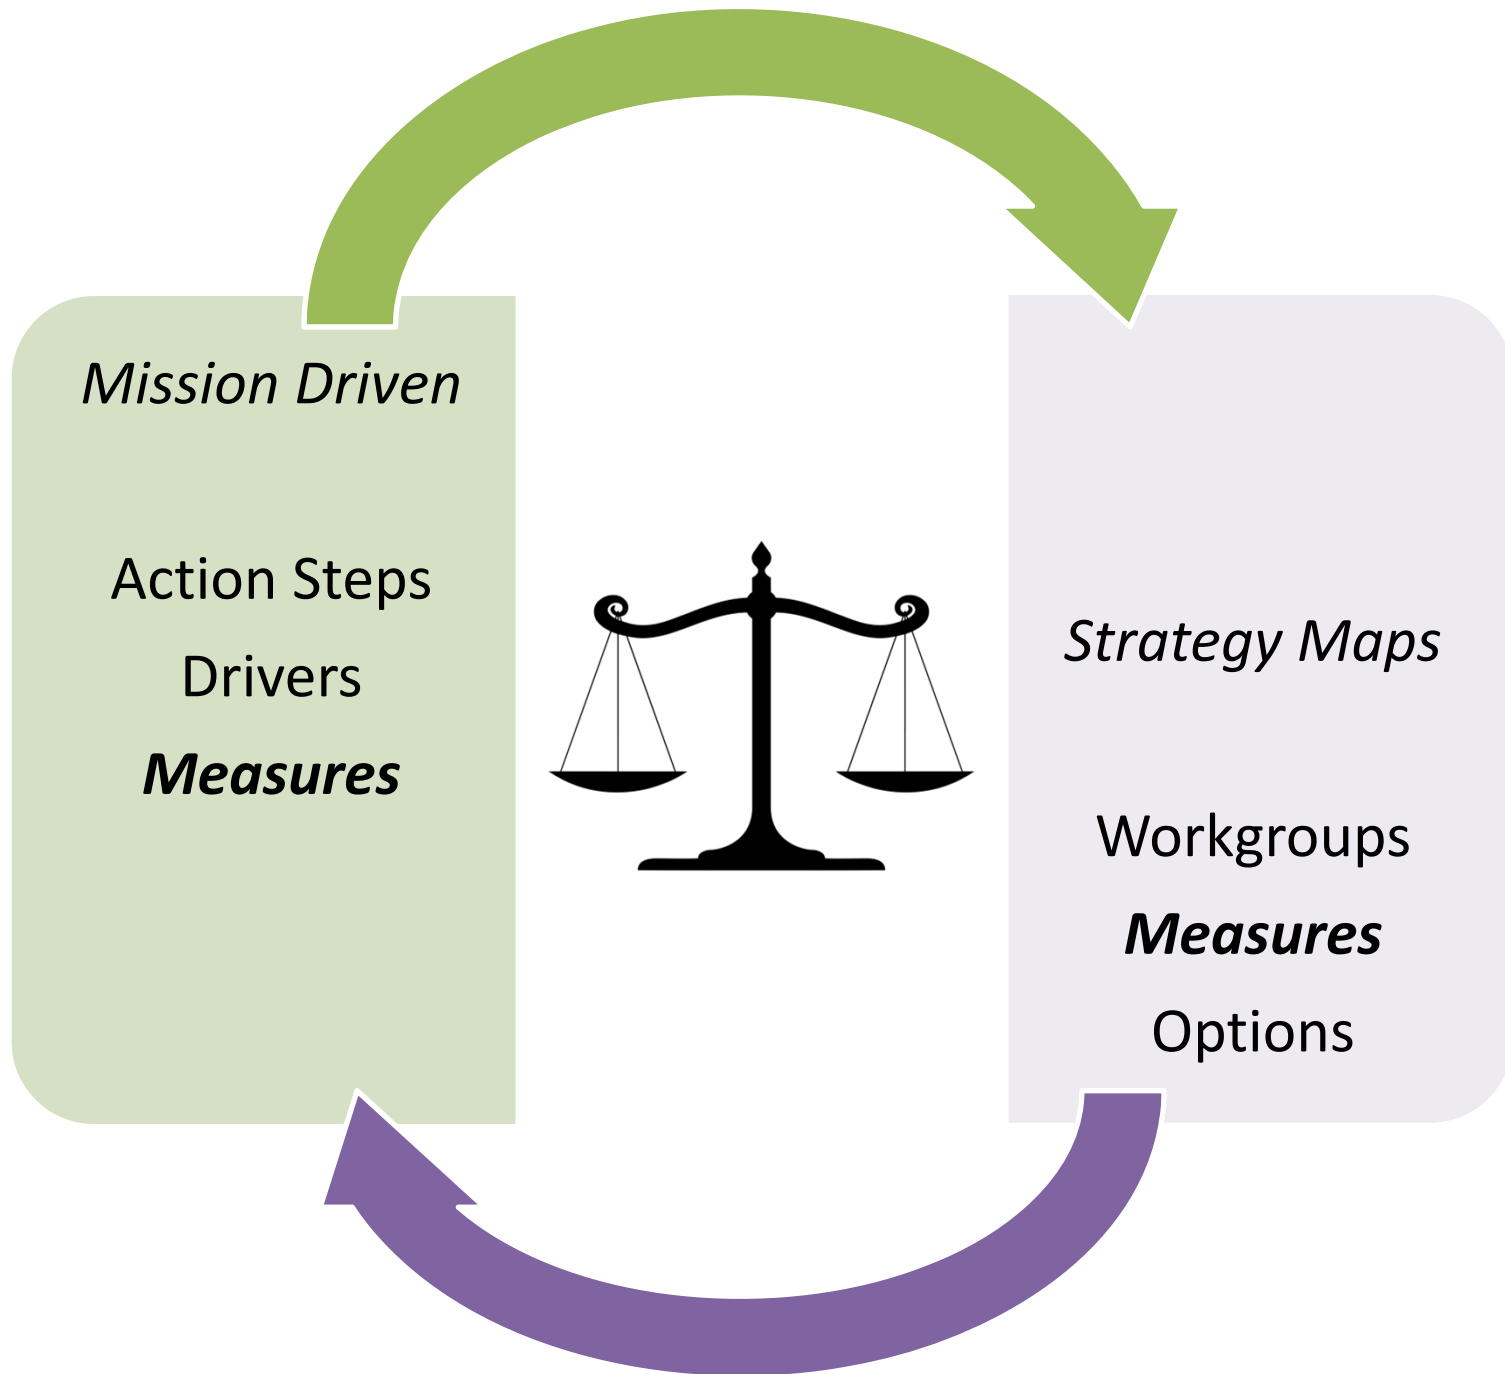 Mission Driven
Action Steps
Drivers
Measures
Strategy Maps
Workgroups
Measures
Options